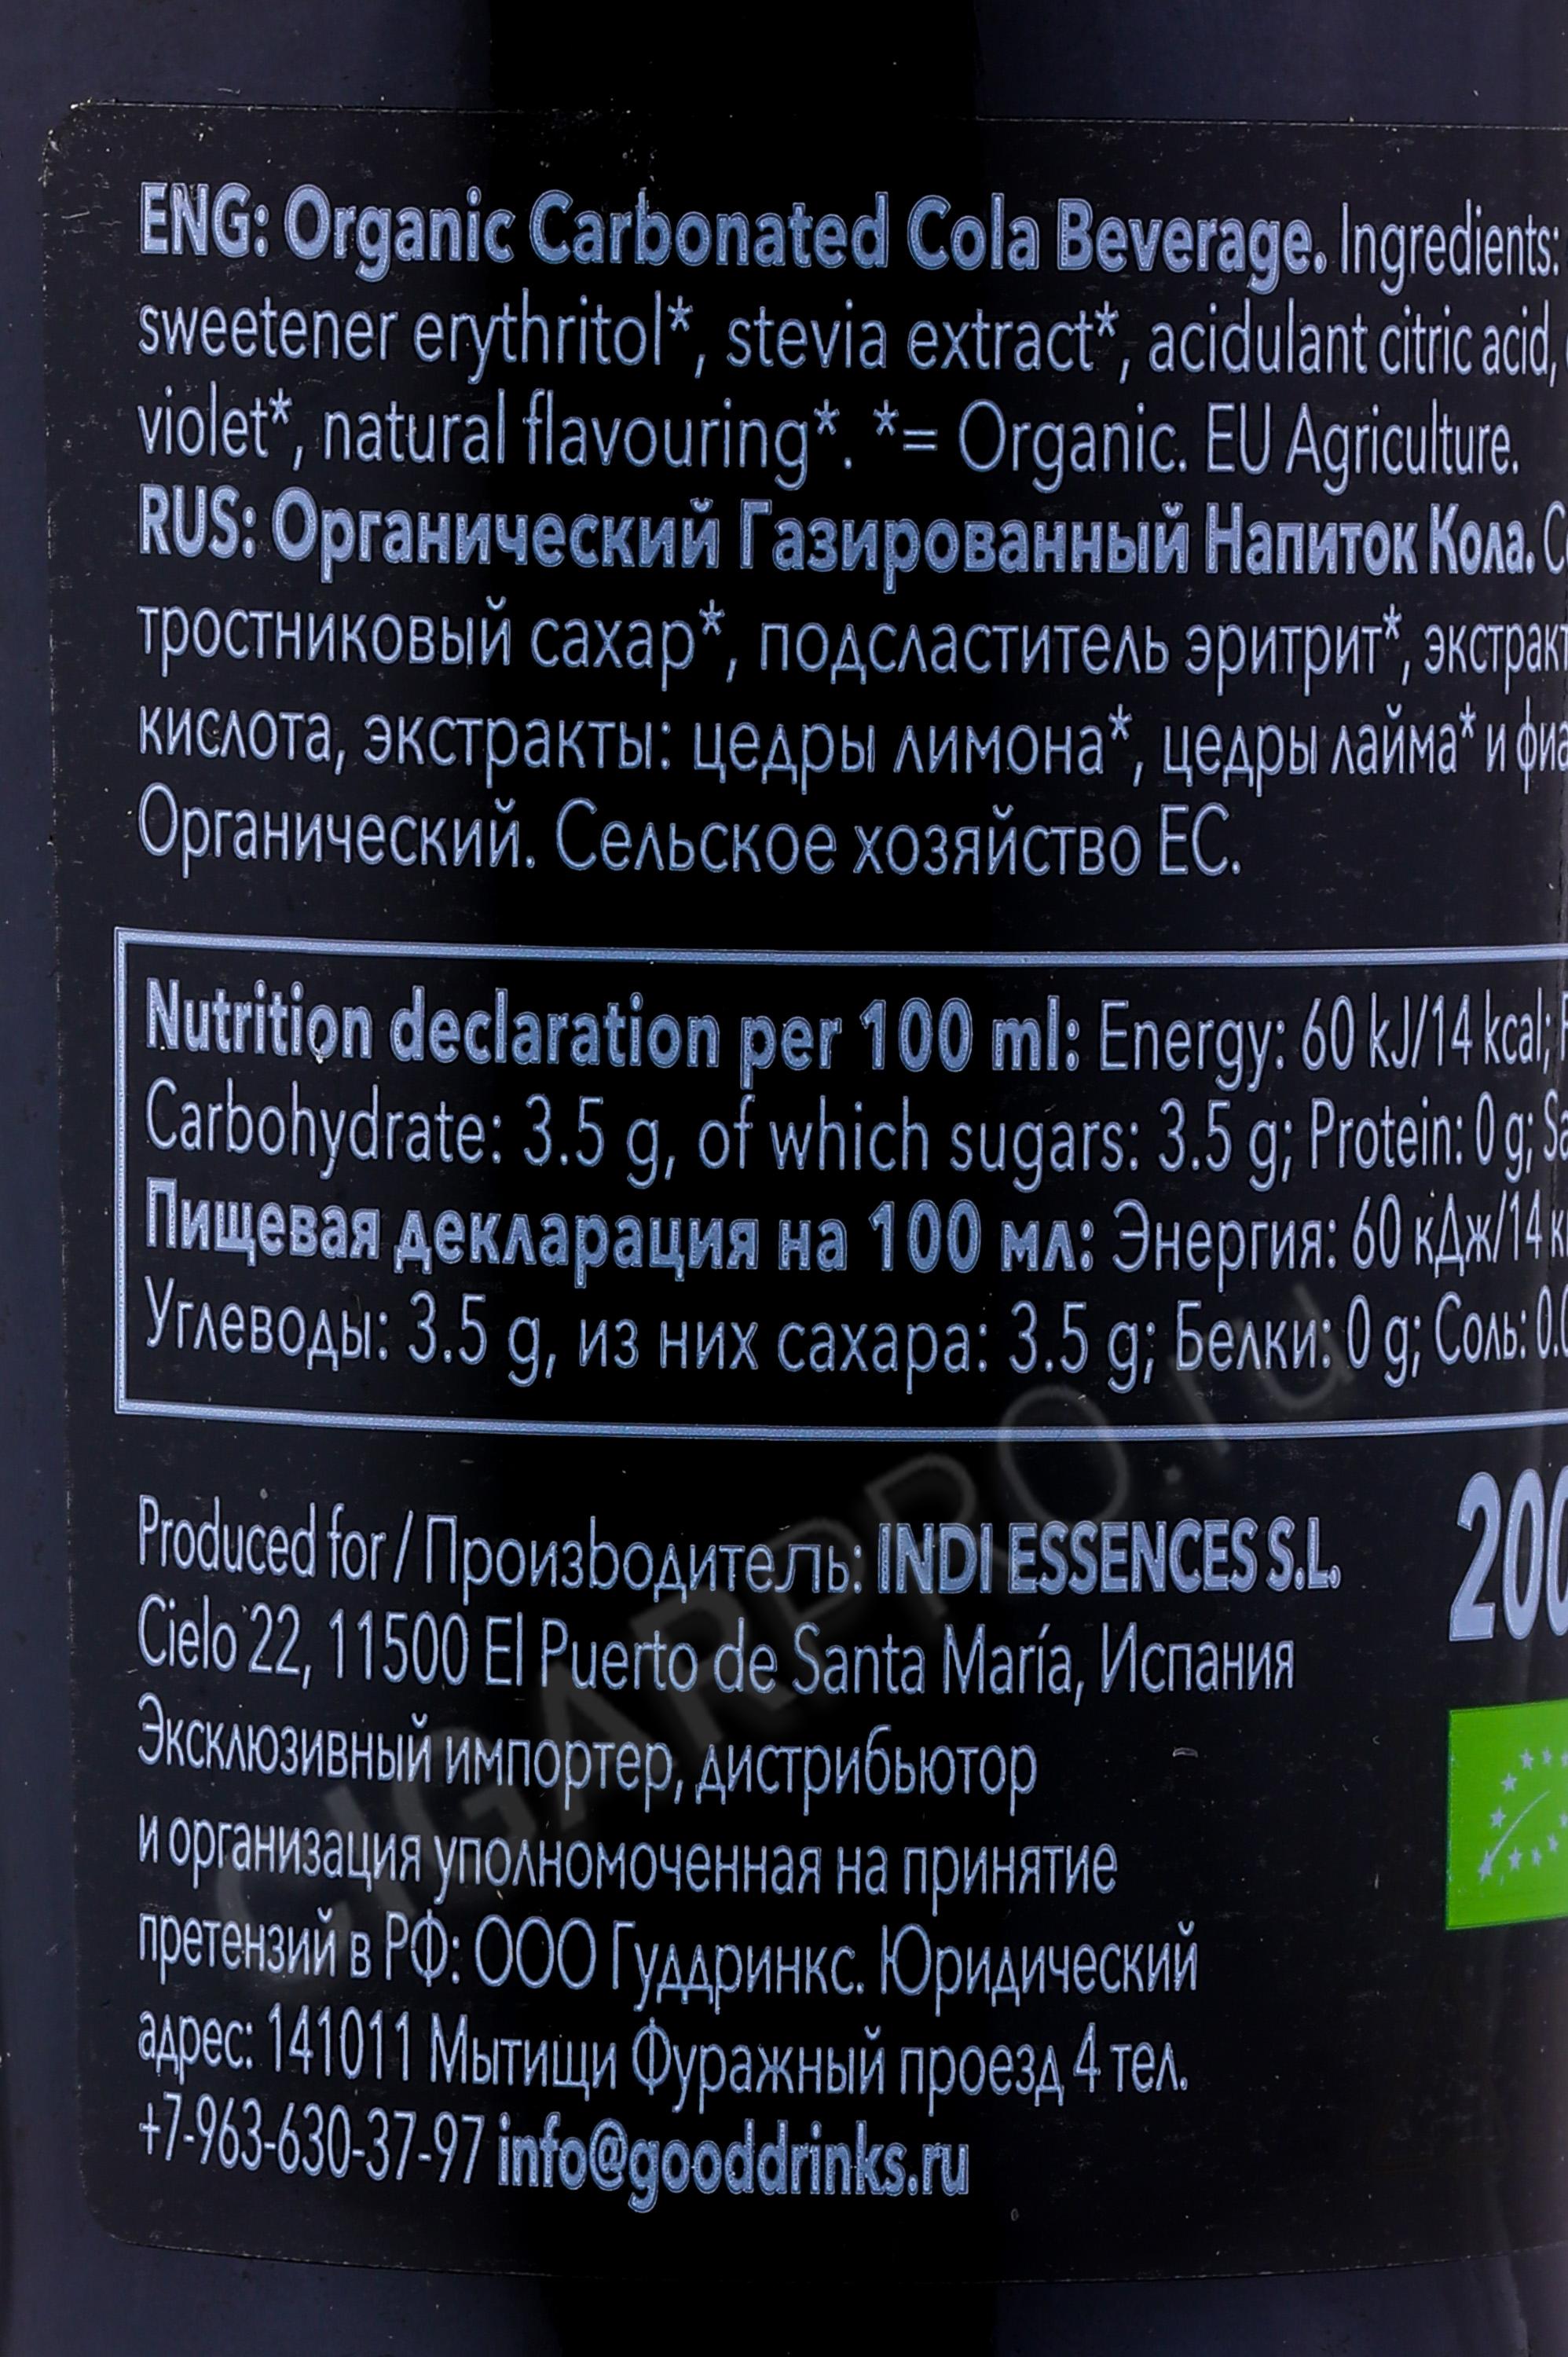 ENG: Organic Carbonated Cola Beverage. Ingredients:
sweetener erythritol*, stevia extract*, acidulant citric acid,
violet*, natural flavouring*. *= Organic. EU Agriculture.
RUS: Органический Газированный Напиток Кола.
тростниковый сахар*, подсластитель эритрит*, экстракт
кислота, экстракты: цедры лимона*, цедры лайма* и
Органический. Сельское хозяйство ЕС.
Nutrition declaration per 100 ml: Energy: 60 kJ/14 kcal;
Carbohydrate: 3.5 g, of which sugars: 3.5 g; Protein: 0 g;
Пищевая декларация на 100 мл: Энергия: 60 кДж/14
Углеводы: 3.5 g, из них сахара: 3.5 g; Белки: 0 g; Соль:
Produced for / Производитель: INDI ESSENCES S.L.
Cielo 22, 11500 El Puerto de Santa María, Испания
Эксклюзивный импортер, дистрибьютор
и организация уполномоченная на принятие
претензий в РФ: ООО Гуддринкс. Юридический
адрес: 141011 Мытищи Фуражный проезд 4 тел.
+7-963-630-37-97 info@gooddrinks.ru
200
CIGARPRO.ru